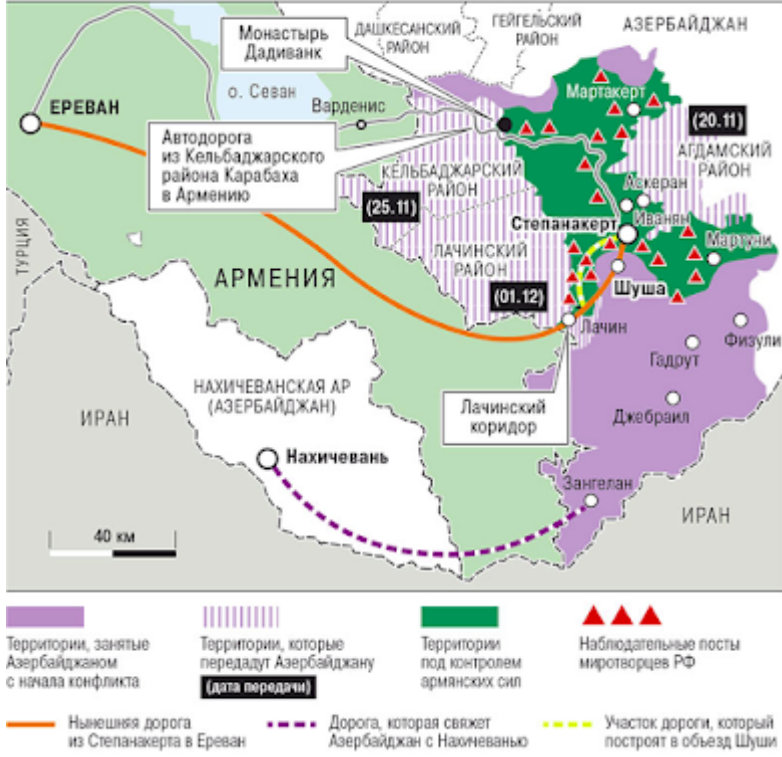 Монастырь
Дадиванк
ДАШКЕСАНСКИЙ
РАЙОН
ГЕЙГЕЛЬСКИЙ
РАЙОН
АЗЕРБАЙДЖАН
ЕРЕВАН
о. Севан
Варденис
Мартакерт
(20.11)
Автодорога
из Кельбаджарского
района Карабаха
в Армению
КЕЛЬБАДЖАРСКИЙ
РАЙОН
АГДАМСКИЙ
РАЙОН
Аскеран
(25.11)
Степанакерт
Иванян
Мартуни
ТУРЦИЯ
АРМЕНИЯ
ЛАЧИНСКИЙ
РАЙОН
(01.12)
Шуша
Лачин
Физули
Гадрут
НАХИЧЕВАНСКАЯ АР
(АЗЕРБАЙДЖАН)
ИРАН
Лачинский
коридор
Джебраил
Нахичевань
Зангелан
ИРАН
40 км
Территории, занятые
Азербайджаном
с начала конфликта
Территории, которые
передадут Азербайджану
(дата передачи)
Территории
под контролем
армянских сил
Наблюдательные посты
миротворцев РФ
Нынешняя дорога
из Степанакерта в Ереван
Дорога, которая свяжет
Азербайджан с Нахичеванью
Участок дороги, который
построят в объезд Шуши